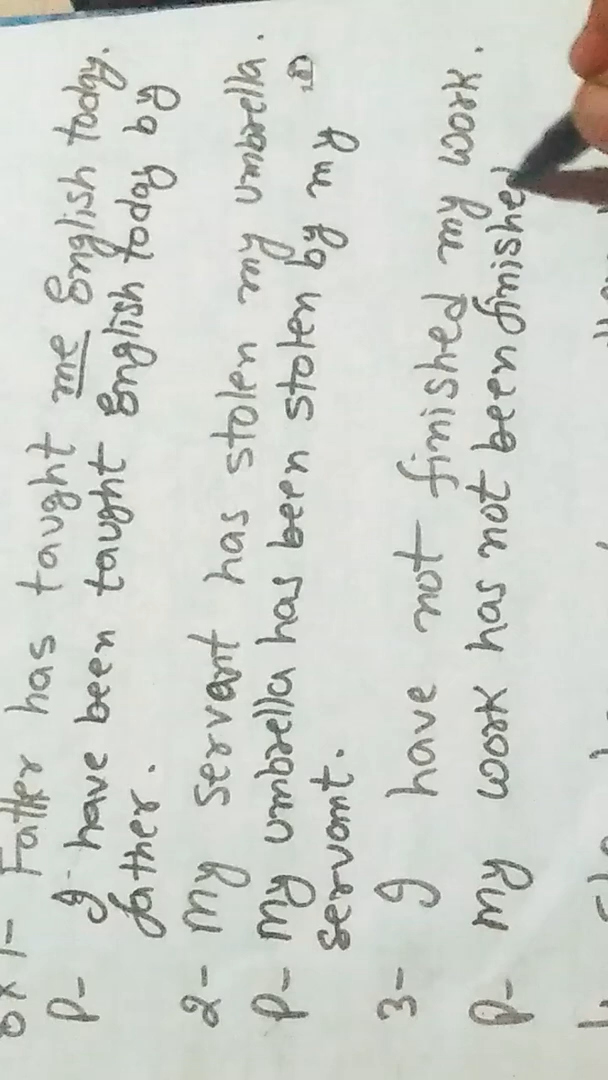 Ex 1- Father has taught me English today.
P- I have been taught English today by
father.
2- My servant has stolen my umbrella.
P- My umbrella has been stolen by my
servant.
3- I have not finished my work.
P- My work has not been finishe